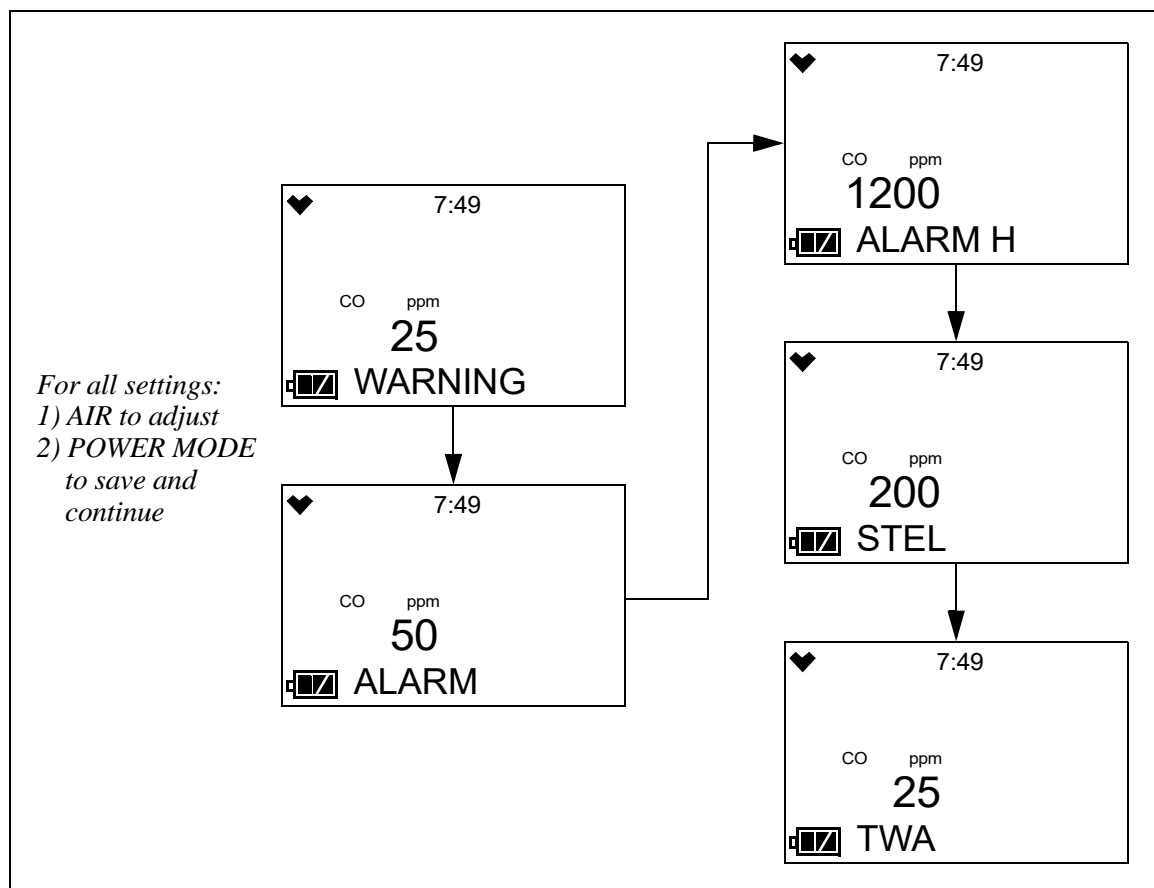 For all settings:
1) AIR to adjust
2) POWER MODE
to save and
continue
7:49
CO ppm
25
WARNING
7:49
CO ppm
50
ALARM
7:49
CO ppm
1200
ALARM H
7:49
CO ppm
200
STEL
7:49
CO ppm
25
TWA